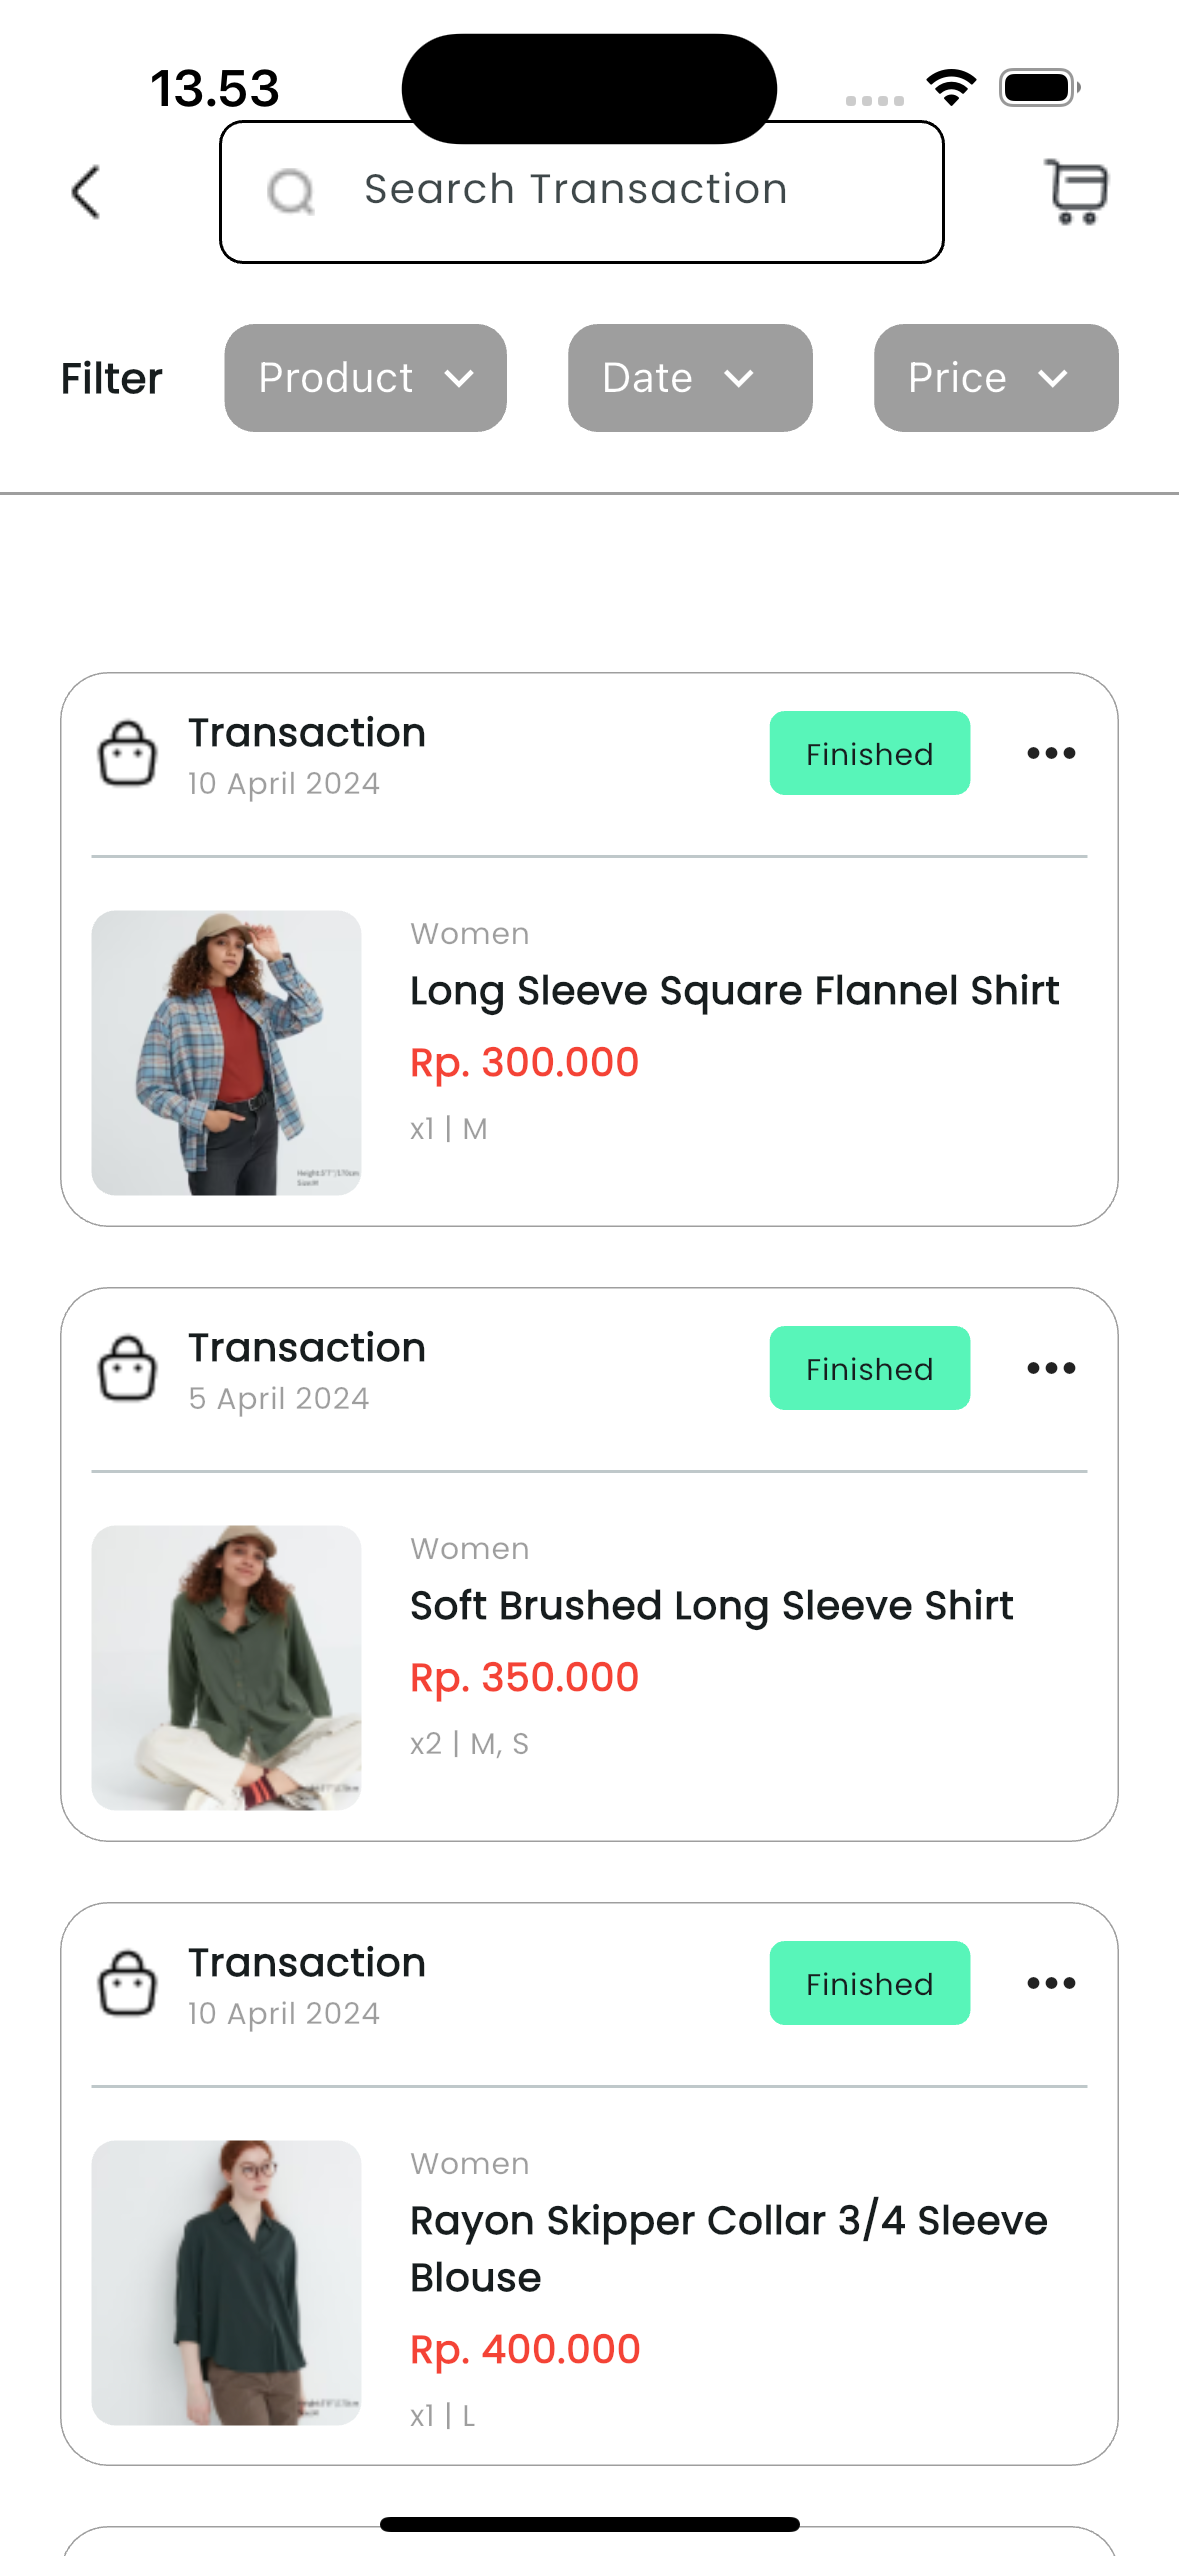 13.53
Search Transaction
Filter
Product
Date
Price
Transaction
10 April 2024
Finished
Women
Long Sleeve Square Flannel Shirt
Rp. 300.000
x1 | M
Transaction
5 April 2024
Finished
Women
Soft Brushed Long Sleeve Shirt
Rp. 350.000
x2 | M, S
Transaction
10 April 2024
Finished
Women
Rayon Skipper Collar 3/4 Sleeve
Blouse
Rp. 400.000
x1 | L